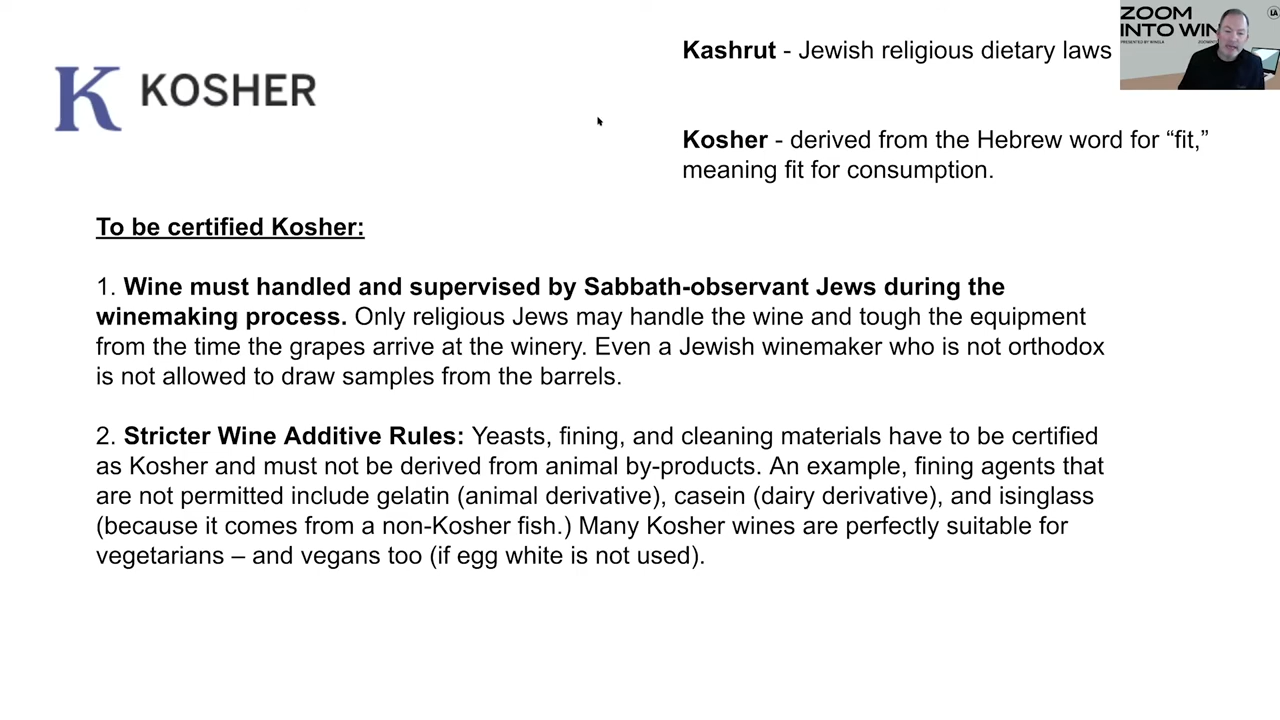 K KOSHER
Kashrut - Jewish religious dietary laws
ZOOM
INTO WIN
Kosher - derived from the Hebrew word for “fit,”
meaning fit for consumption.
To be certified Kosher:
1. Wine must handled and supervised by Sabbath-observant Jews during the
winemaking process. Only religious Jews may handle the wine and tough the equipment
from the time the grapes arrive at the winery. Even a Jewish winemaker who is not orthodox
is not allowed to draw samples from the barrels.
2. Stricter Wine Additive Rules: Yeasts, fining, and cleaning materials have to be certified
as Kosher and must not be derived from animal by-products. An example, fining agents that
are not permitted include gelatin (animal derivative), casein (dairy derivative), and isinglass
(because it comes from a non-Kosher fish.) Many Kosher wines are perfectly suitable for
vegetarians – and vegans too (if egg white is not used).